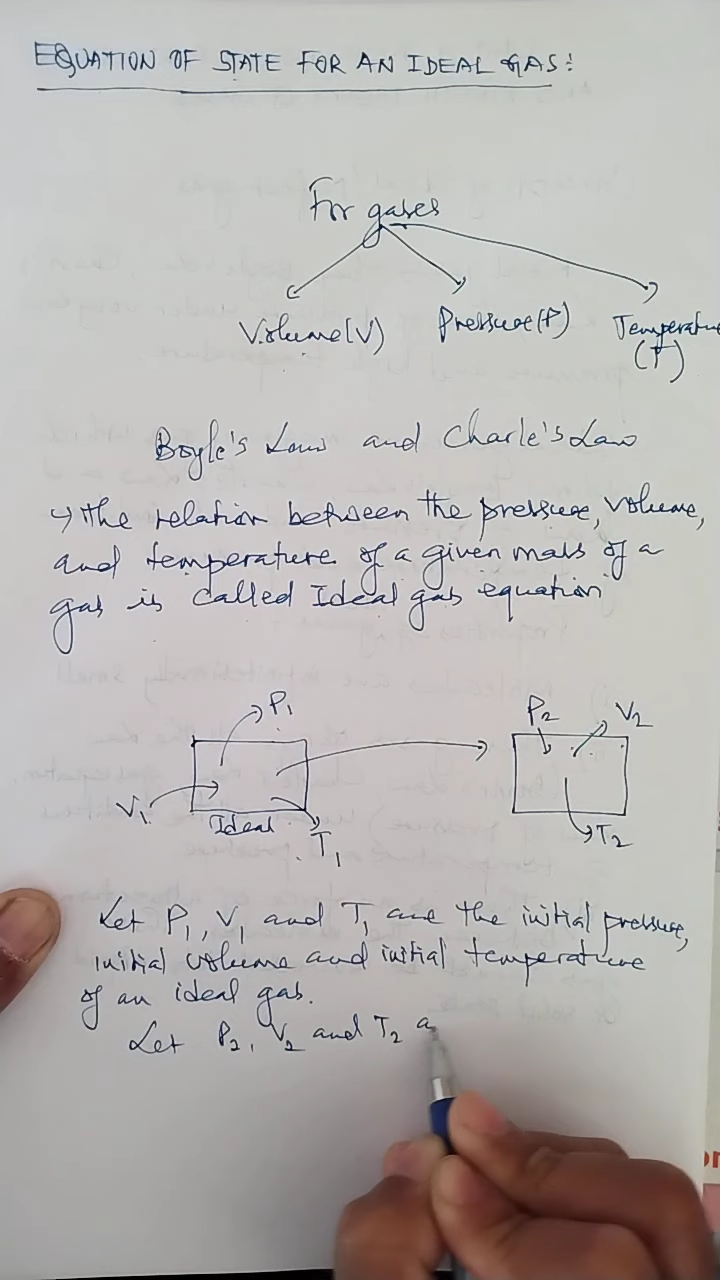 EQUATION OF STATE FOR AN IDEAL GAS:
For gases
Volume(V) Pressure(P) Temperature
(T)
Boyle's Law and Charle's Law
↳ The relation between the pressure, volume,
and temperature of a given mass of a
gas is called Ideal gas equation
P1 P2 V2
V1 Ideal T1 T2
Let P1, V1 and T1 are the initial pressure,
initial volume and initial temperature
of an ideal gas.
Let P2, V2 and T2 a